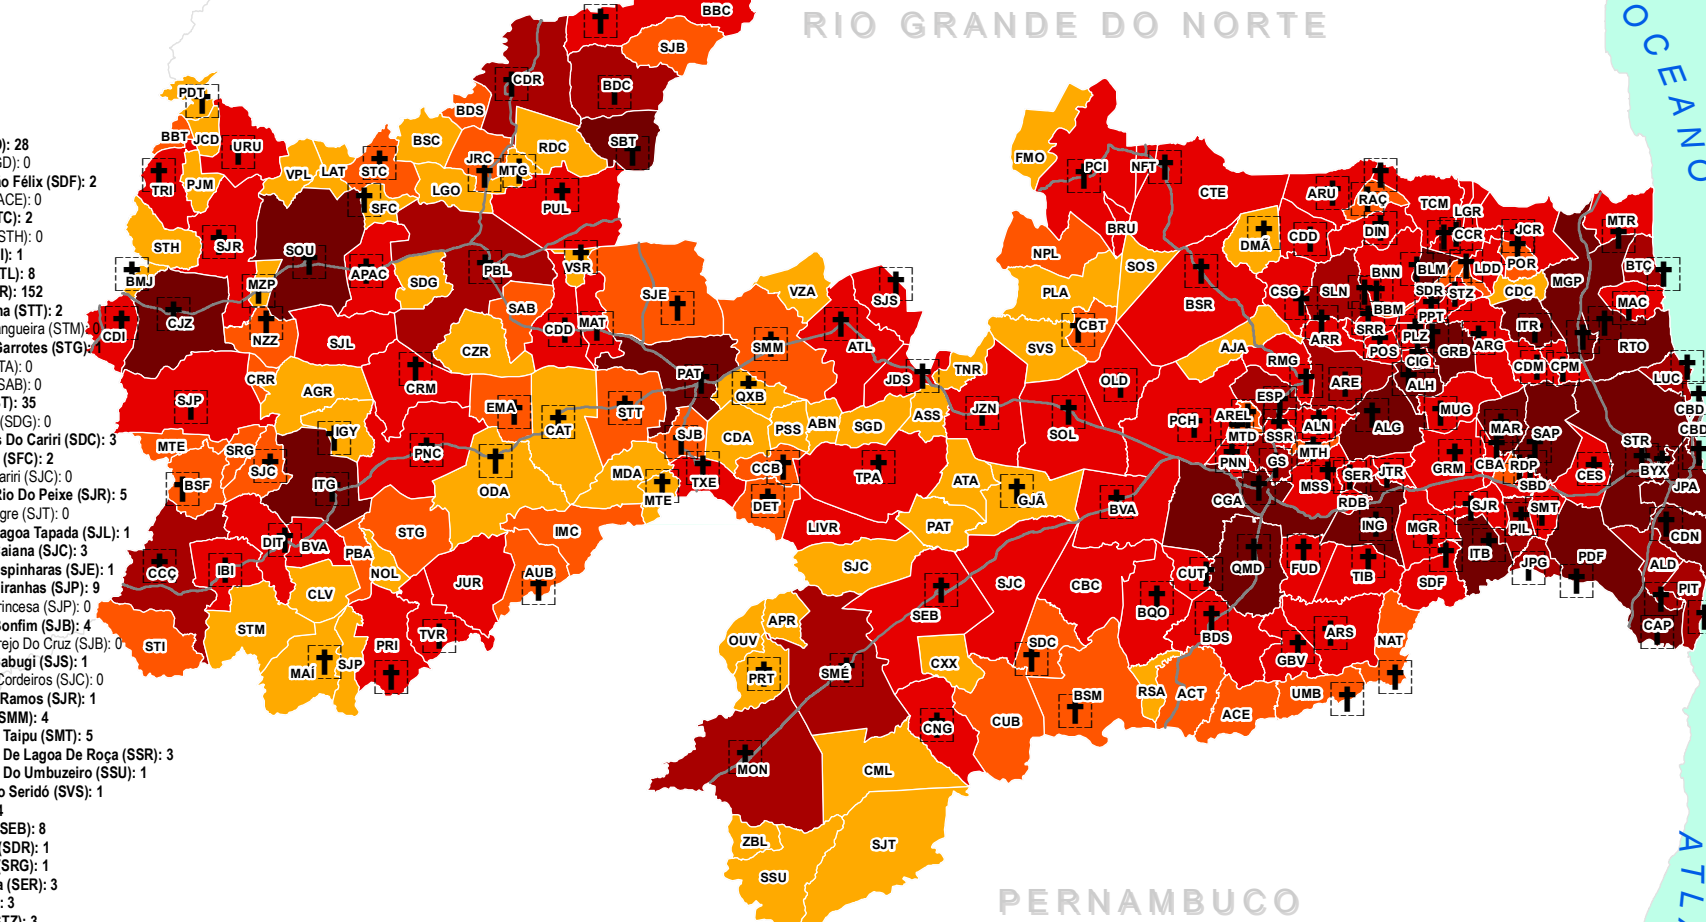 RIO GRANDE DO NORTE
OCEANO
ATL
PERNAMBUCO
): 28
GD): 0
ão Félix (SDF): 2
ACE): 0
TC): 2
STH): 0
I): 1
TL): 8
R): 152
na (STT): 2
angueira (STM): 0
Garrotes (STG): 1
TA): 0
SAB): 0
ST): 35
(SDG): 0
s Do Cariri (SDC): 3
(SFC): 2
ariri (SJC): 0
Rio Do Peixe (SJR): 5
gre (SJT): 0
agoa Tapada (SJL): 1
aiana (SJC): 3
spinharas (SJE): 1
iranhas (SJP): 9
rincesa (SJP): 0
Bonfim (SJB): 4
rejo Do Cruz (SJB): 0
abugi (SJS): 1
Cordeiros (SJC): 0
Ramos (SJR): 1
SMM): 4
Taipu (SMT): 5
De Lagoa De Roça (SSR): 3
Do Umbuzeiro (SSU): 1
o Seridó (SVS): 1
4
SEB): 8
(SDR): 1
(SRG): 1
a (SER): 3
: 3
STZ): 3
BBC
SJB
CDR
BDC
SBT
BDS
PDT
BBT
JCD
URU
TRI
PJM
VPL
LAT
STC
BSC
JRC
MTG
RDC
LGO
PUL
SFC
STH
SJR
SOU
BMJ
MZP
APAC
SDG
PBL
VSR
CJZ
CDI
NZZ
SJL
SAB
SJE
CDD
MAT
CZR
VZA
SJS
SMM
ATL
CRR
AGR
CRM
PAT
JDS
SJP
EMA
CAT
STT
QXB
IGY
MTE
SRG
SJC
PNC
SJB
CDA
PSS
ABN
SGD
ASS
TNR
BSF
ITG
ODA
MDA
MTE
TXE
CCB
DET
TPA
LIVR
DIT
BVA
PBA
STG
IMC
CCÇ
IBI
NOL
CLV
JUR
AUB
STM
STI
MAÍ
SJP
PRI
TVR
FMO
PCI
NFT
BRU
CTE
NPL
SOS
PLA
DMÃ
CDD
BSR
SVS
CBT
AJA
ARU
RAÇ
DIN
TCM
LGR
CCR
JCR
MTR
BNN
BLM
LDD
POR
CSG
SLN
SDR
STZ
CDC
MGP
BTÇ
BBM
PPT
MAC
ARR
SRR
PLZ
ITR
POS
GRB
ARG
RTO
RMG
CIG
CDM
CPM
LUC
ARE
ALH
OLD
ESP
CBD
JZN
SOL
PCH
AREL
MTD
SSR
ALN
ALG
MUG
MAR
SAP
CBD
STR
PNN
GS
MTH
GRM
CBA
RDP
BYX
MSS
SER
JTR
SBD
CES
JPA
ATA
GJÃ
BVA
CGA
RDB
PAT
ING
MGR
SJR
PIL
SMT
CDN
SJC
SEB
SJC
CBC
CUT
QMD
FUD
TIB
ITB
JPG
PDF
ALD
SDF
PIT
BQO
BDS
CAP
APR
OUV
PRT
SMÉ
CXX
SDC
ARS
NAT
GBV
BSM
RSA
ACT
ACE
UMB
CNG
CUB
MON
CML
ZBL
SJT
SSU